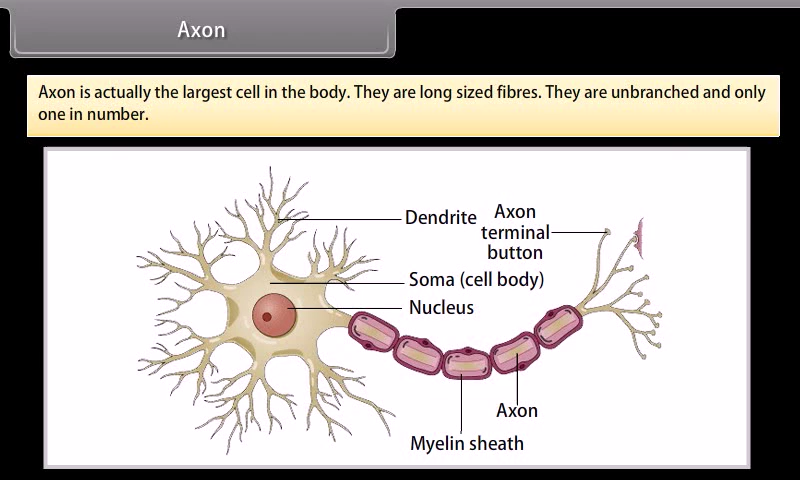 Axon
Axon is actually the largest cell in the body. They are long sized fibres. They are unbranched and only
one in number.
Dendrite
Axon
terminal
button
Soma (cell body)
Nucleus
Axon
Myelin sheath